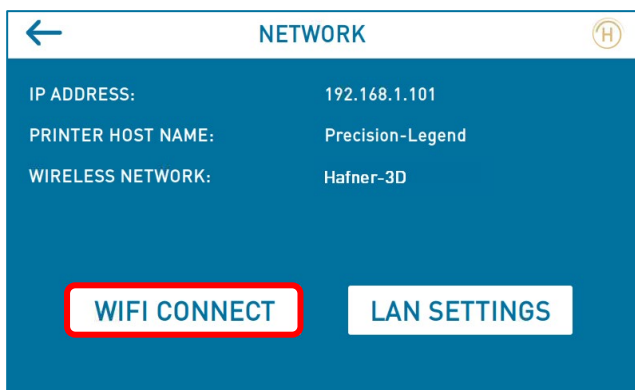 NETWORK
H
IP ADDRESS: 192.168.1.101
PRINTER HOST NAME: Precision-Legend
WIRELESS NETWORK: Hafner-3D
WIFI CONNECT LAN SETTINGS